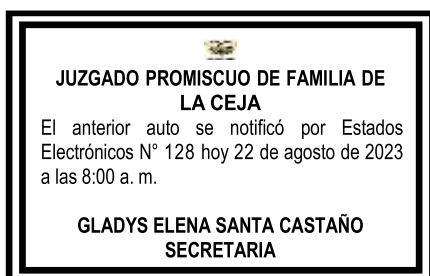 JUZGADO PROMISCUO DE FAMILIA DE
LA CEJA
El anterior auto se notificó por Estados
Electrónicos N° 128 hoy 22 de agosto de 2023
a las 8:00 a. m.
GLADYS ELENA SANTA CASTAÑO
SECRETARIA